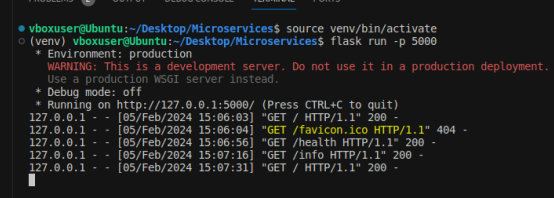 TERMINAL
vboxuser@Ubuntu:~/Desktop/Microservices$ source venv/bin/activate
(venv) vboxuser@Ubuntu:~/Desktop/Microservices$ flask run -p 5000
* Environment: production
WARNING: This is a development server. Do not use it in a production deployment.
Use a production WSGI server instead.
* Debug mode: off
* Running on http://127.0.0.1:5000/ (Press CTRL+C to quit)
127.0.0.1 - - [05/Feb/2024 15:06:03] "GET / HTTP/1.1" 200 -
127.0.0.1 - - [05/Feb/2024 15:06:04] "GET /favicon.ico HTTP/1.1" 404 -
127.0.0.1 - - [05/Feb/2024 15:06:56] "GET /health HTTP/1.1" 200 -
127.0.0.1 - - [05/Feb/2024 15:07:16] "GET /info HTTP/1.1" 200 -
127.0.0.1 - - [05/Feb/2024 15:07:31] "GET / HTTP/1.1" 200 -